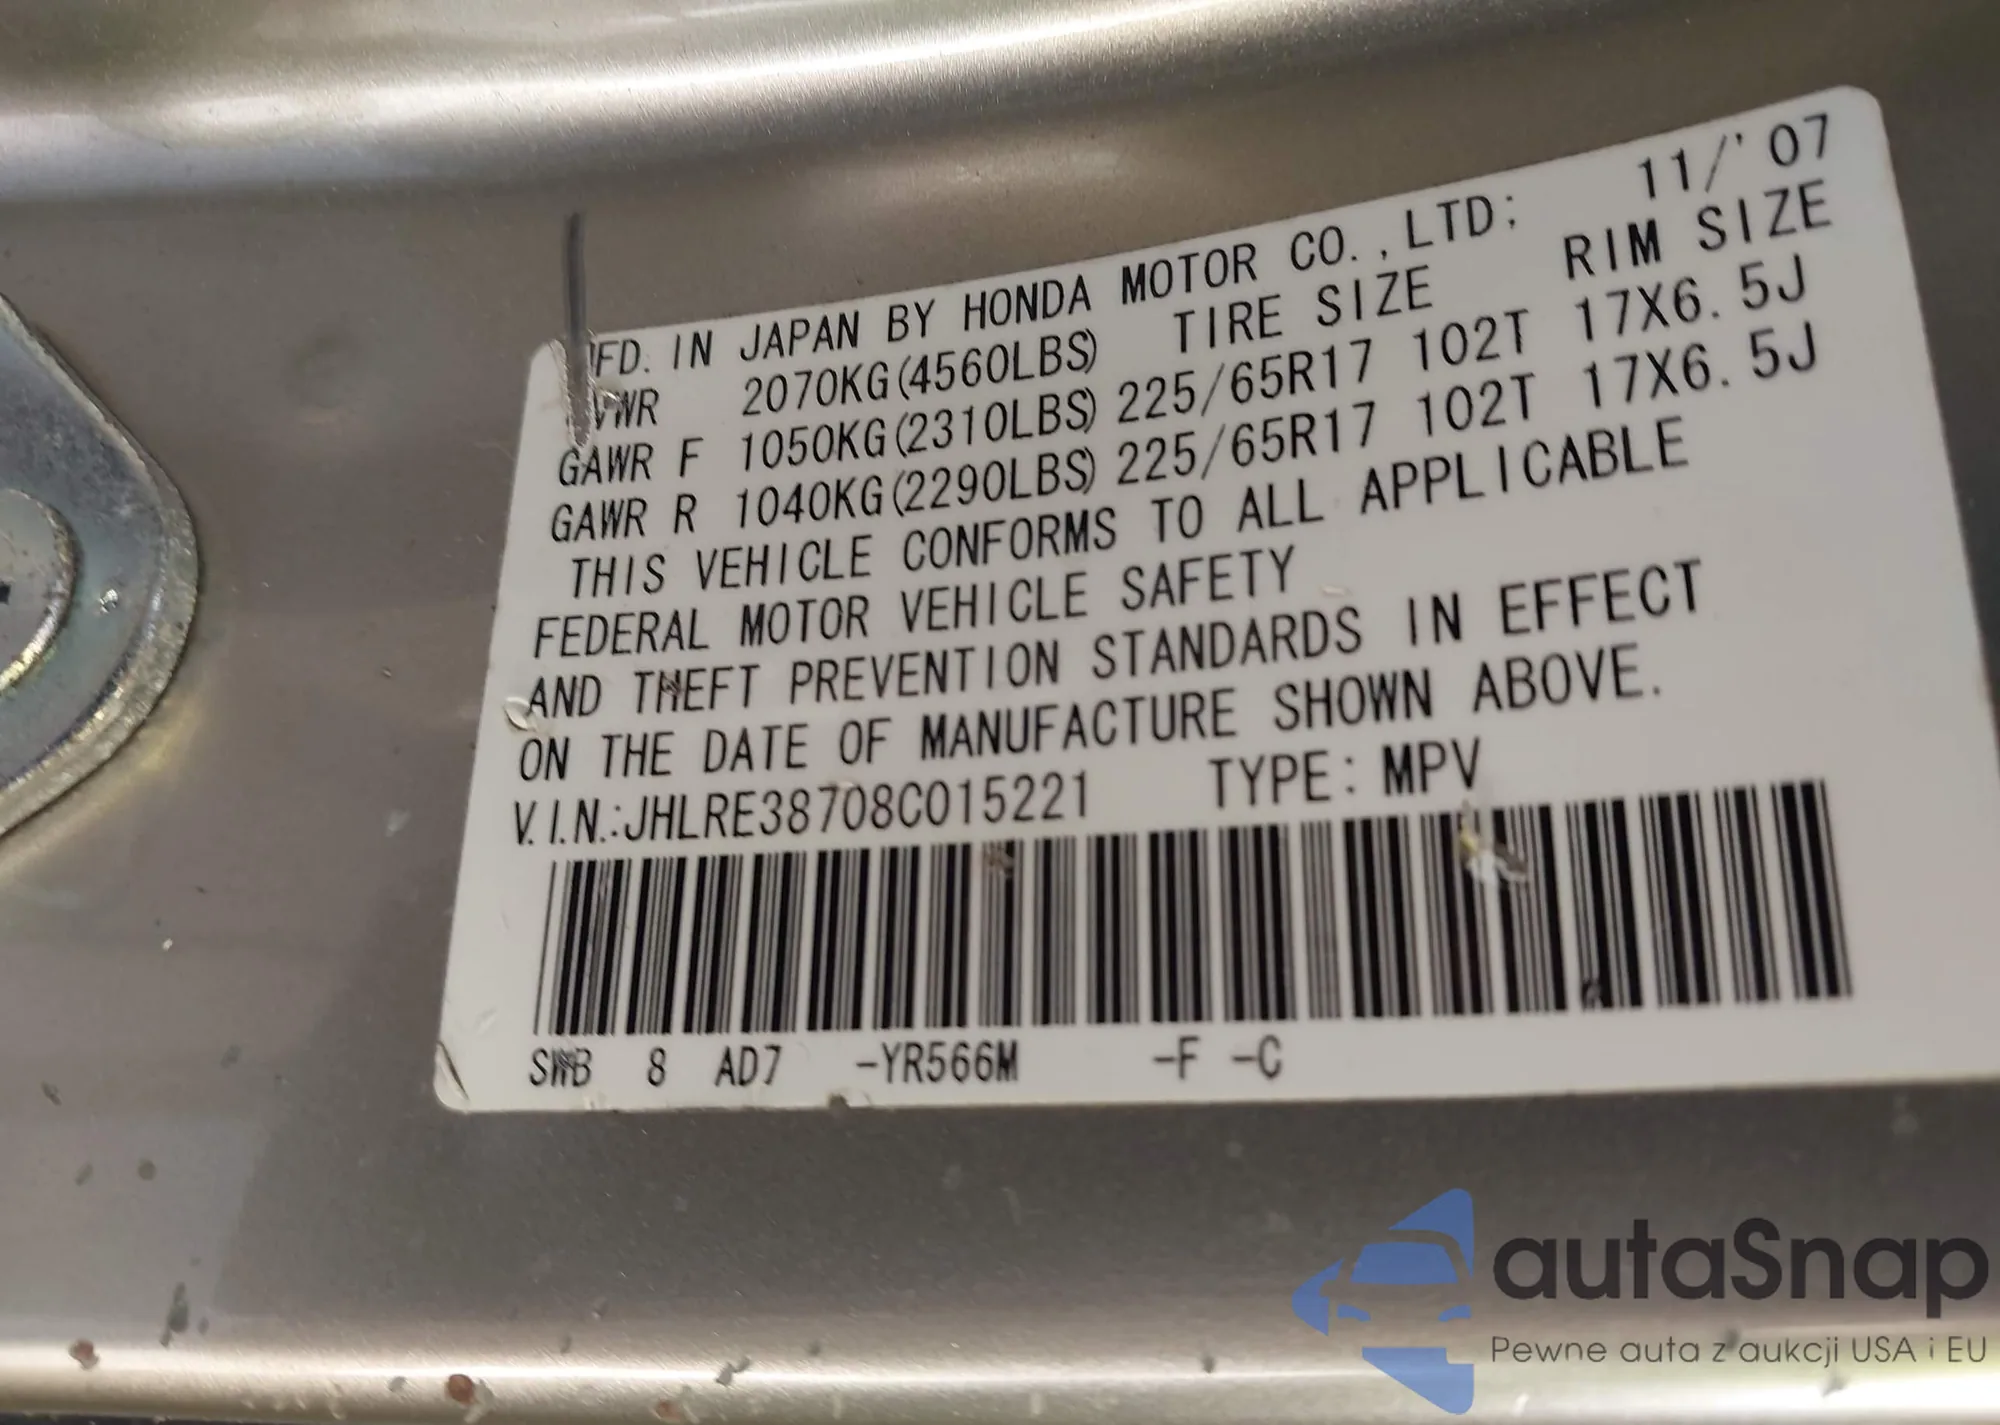 MFD. IN JAPAN BY HONDA MOTOR CO.,LTD: 11/'07
GVWR 2070KG(4560LBS) TIRE SIZE RIM SIZE
GAWR F 1050KG(2310LBS) 225/65R17 102T 17X6.5J
GAWR R 1040KG(2290LBS) 225/65R17 102T 17X6.5J
THIS VEHICLE CONFORMS TO ALL APPLICABLE
FEDERAL MOTOR VEHICLE SAFETY
AND THEFT PREVENTION STANDARDS IN EFFECT
ON THE DATE OF MANUFACTURE SHOWN ABOVE.
V.I.N.:JHLRE38708C015221 TYPE: MPV
SWB 8 AD7 -YR566M -F -C
autaSnap
Pewne auta z aukcji USA i EU